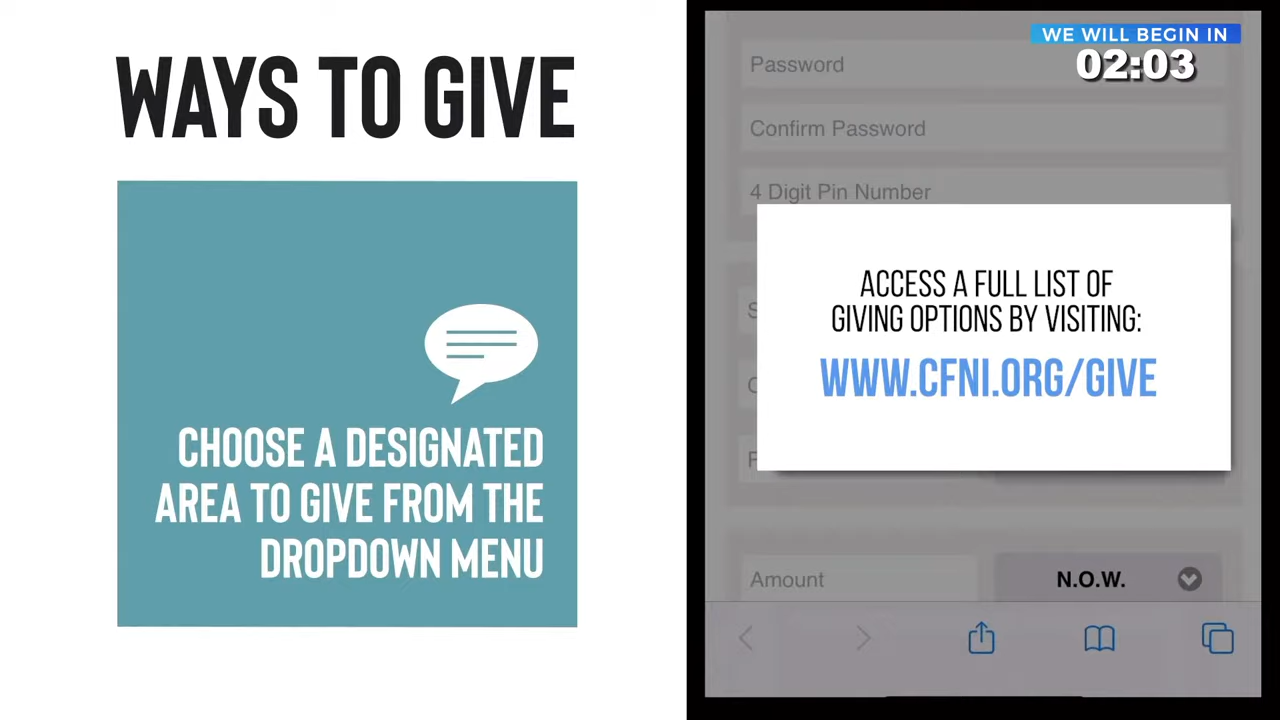 WAYS TO GIVE
CHOOSE A DESIGNATED
AREA TO GIVE FROM THE
DROPDOWN MENU
WE WILL BEGIN IN
02:03
Password
Confirm Password
4 Digit Pin Number
ACCESS A FULL LIST OF
GIVING OPTIONS BY VISITING:
WWW.CFNI.ORG/GIVE
Amount
N.O.W.